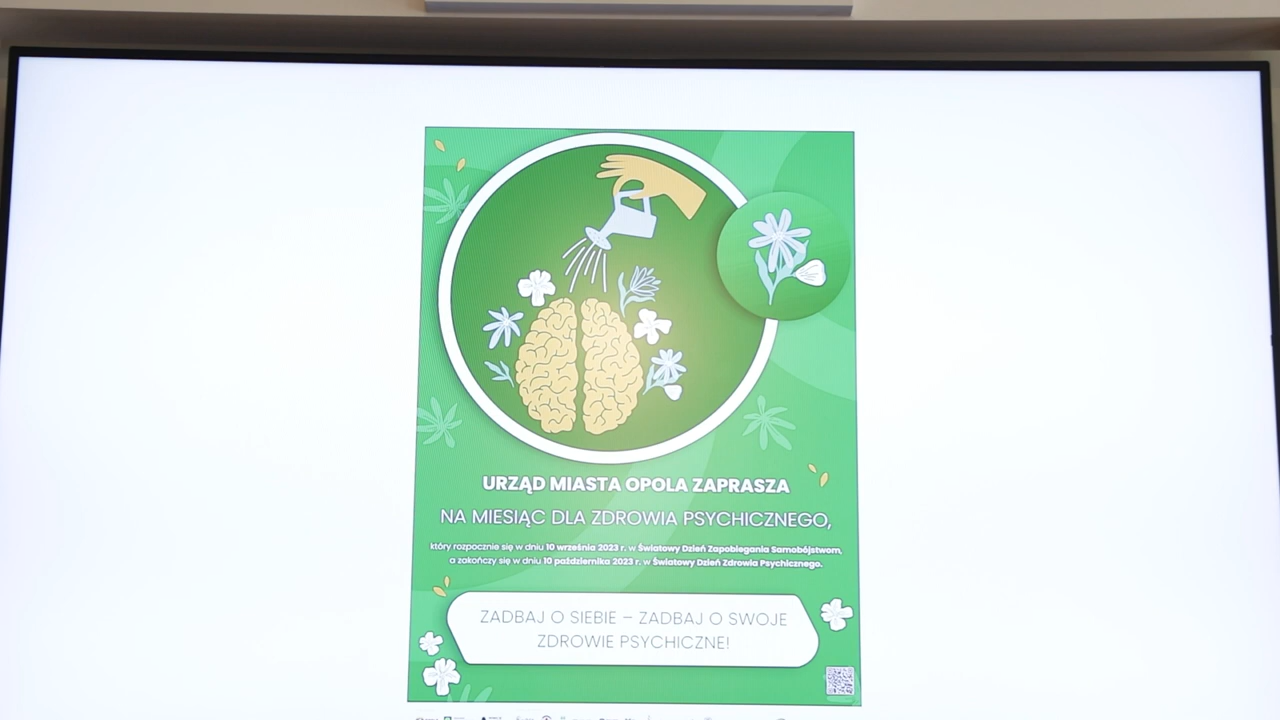 URZĄD MIASTA OPOLA ZAPRASZA
NA MIESIĄC DLA ZDROWIA PSYCHICZNEGO,
który rozpocznie się w dniu 10 września 2023 r. w Światowy Dzień Zapobiegania Samobójstwom,
a zakończy się w dniu 10 października 2023 r. w Światowy Dzień Zdrowia Psychicznego.
ZADBAJ O SIEBIE – ZADBAJ O SWOJE
ZDROWIE PSYCHICZNE!